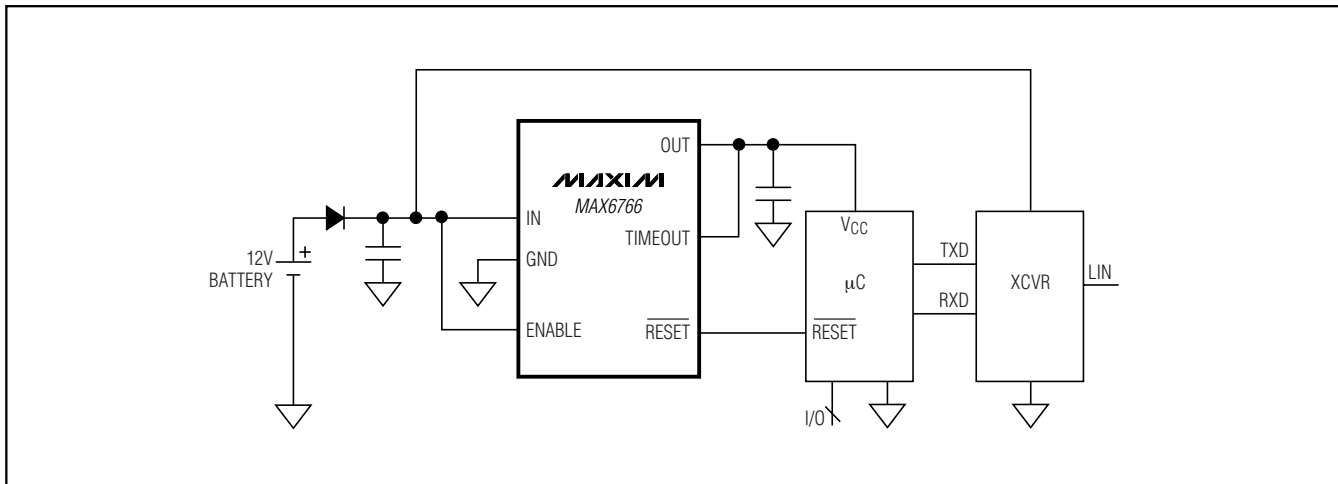 OUT
MAXIM
MAX6766
IN
TIMEOUT
GND
ENABLE
RESET
12V
BATTERY
+
VCC
μC
RESET
I/O
TXD
RXD
XCVR
LIN